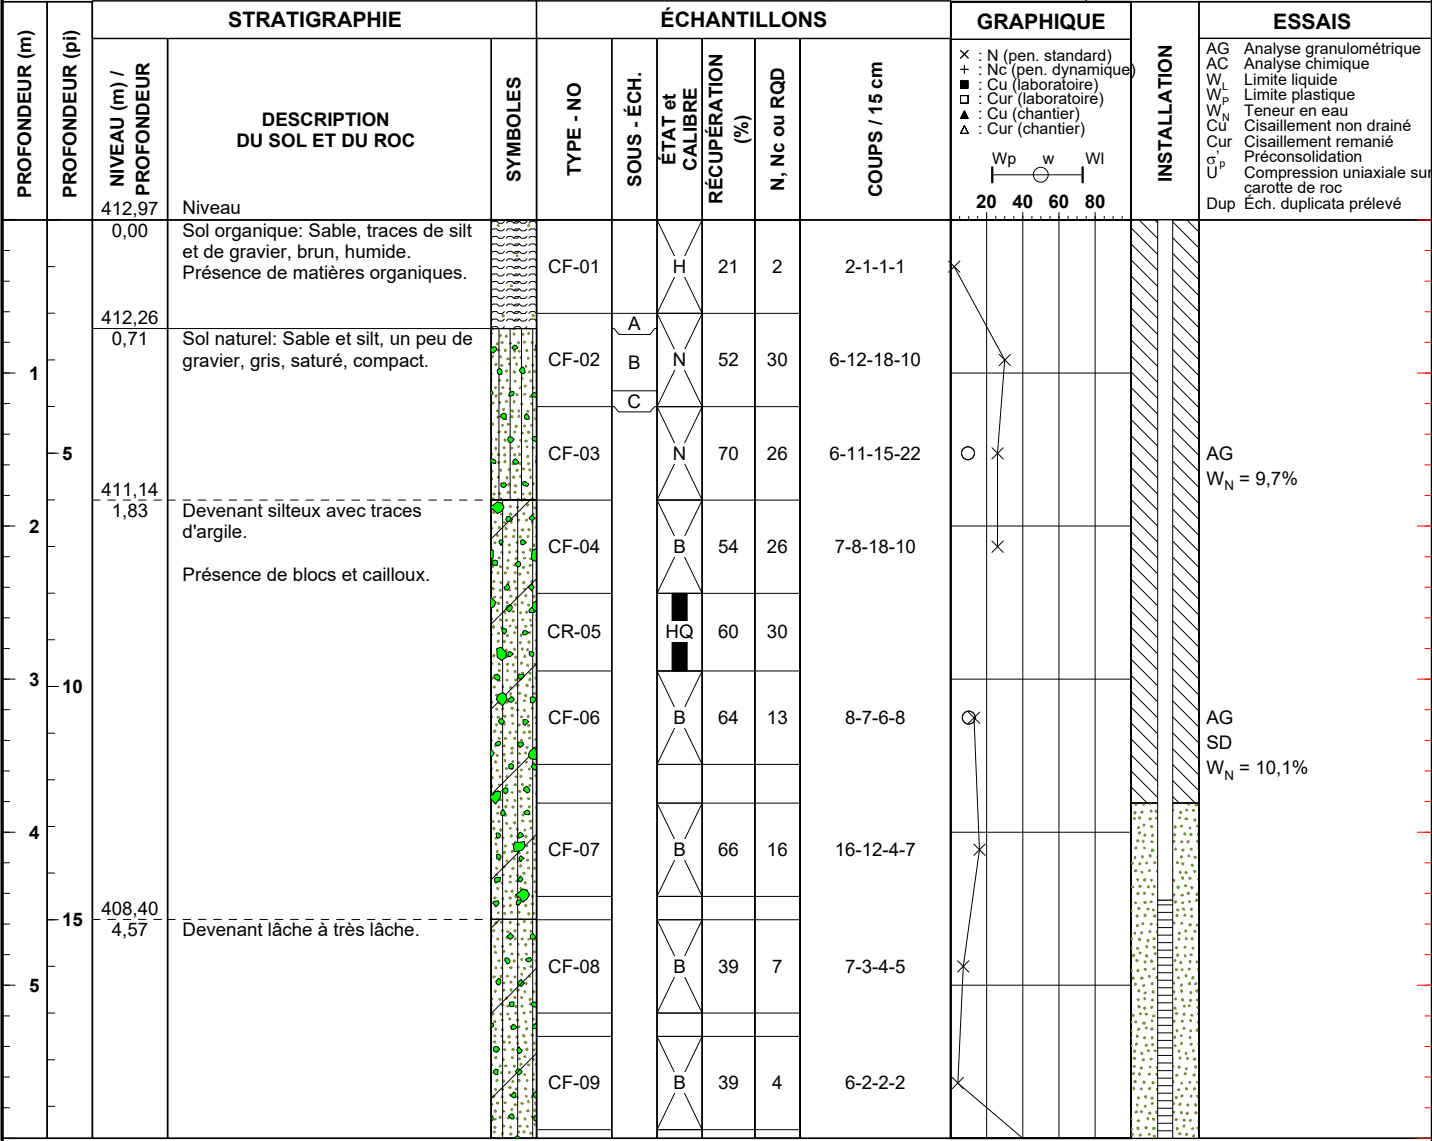 STRATIGRAPHIE
ÉCHANTILLONS
GRAPHIQUE
ESSAIS
PROFONDEUR (m)
PROFONDEUR (pi)
NIVEAU (m) / PROFONDEUR
DESCRIPTION
DU SOL ET DU ROC
SYMBOLES
TYPE - NO
SOUS - ÉCH.
ÉTAT et CALIBRE
RÉCUPÉRATION (%)
N, Nc ou RQD
COUPS / 15 cm
× : N (pen. standard)
+ : Nc (pen. dynamique)
■ : Cu (laboratoire)
□ : Cur (laboratoire)
▲ : Cu (chantier)
△ : Cur (chantier)
Wp w Wl
20 40 60 80
INSTALLATION
AG Analyse granulométrique
AC Analyse chimique
W_L Limite liquide
W_P Limite plastique
W_N Teneur en eau
Cu Cisaillement non drainé
Cur Cisaillement remanié
σ'_p Préconsolidation
U Compression uniaxiale sur
carotte de roc
Dup Éch. duplicata prélevé
412,97 Niveau
0,00 Sol organique: Sable, traces de silt
et de gravier, brun, humide.
Présence de matières organiques.
CF-01 H 21 2 2-1-1-1
412,26
0,71 Sol naturel: Sable et silt, un peu de
gravier, gris, saturé, compact.
A
B
C
CF-02 N 52 30 6-12-18-10
1
CF-03 N 70 26 6-11-15-22
5
AG
W_N = 9,7%
411,14
1,83 Devenant silteux avec traces
d'argile.
2
CF-04 B 54 26 7-8-18-10
Présence de blocs et cailloux.
CR-05 HQ 60 30
3
10
CF-06 B 64 13 8-7-6-8
AG
SD
W_N = 10,1%
4
CF-07 B 66 16 16-12-4-7
408,40
15
4,57 Devenant lâche à très lâche.
CF-08 B 39 7 7-3-4-5
5
CF-09 B 39 4 6-2-2-2